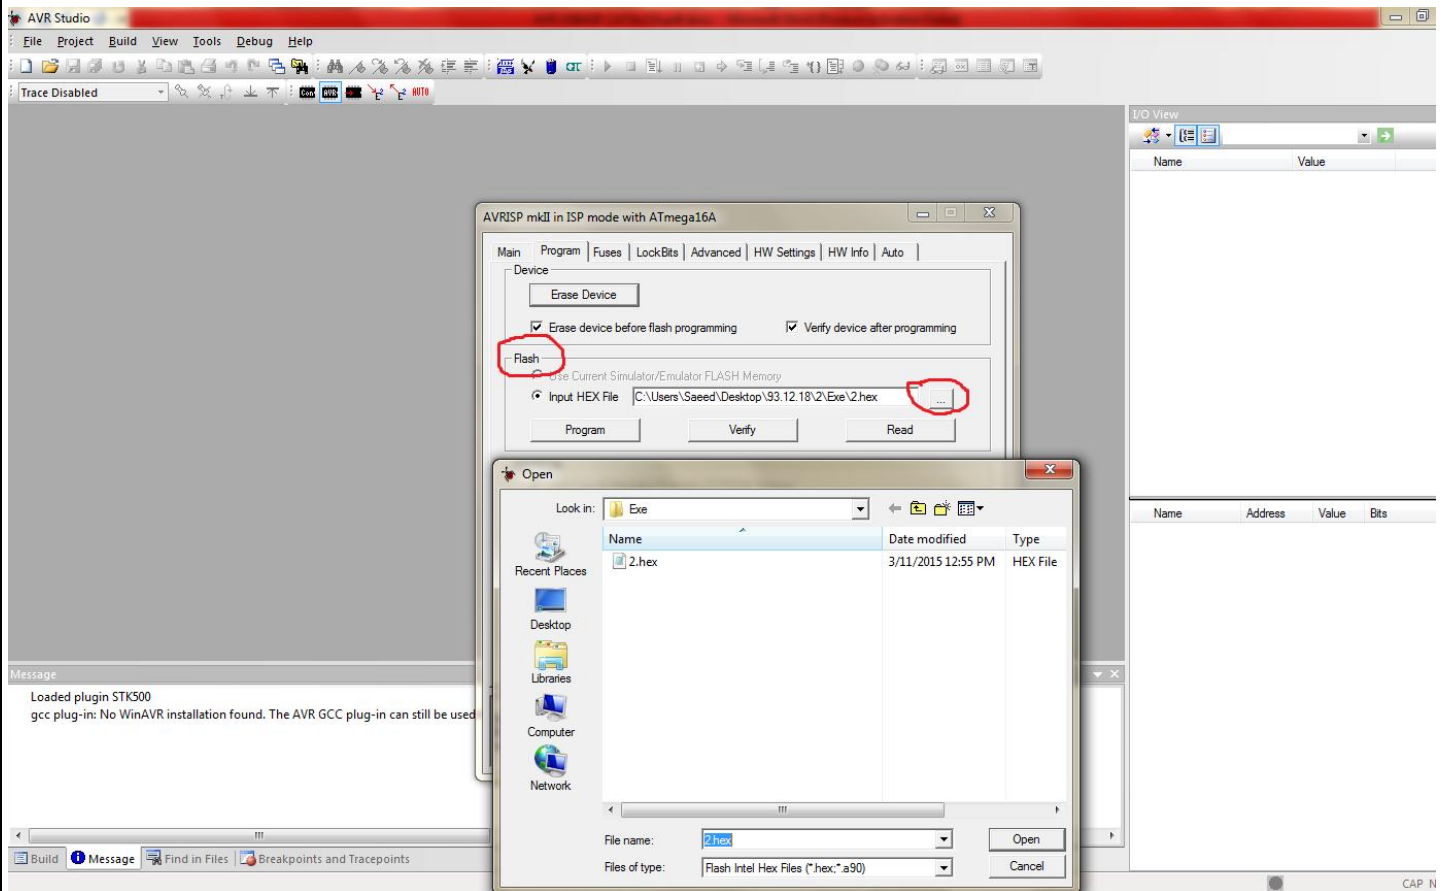 AVR Studio
File Project Build View Tools Debug Help
Trace Disabled
Con AVR AUTO
I/O View
Name Value
AVRISP mkII in ISP mode with ATmega16A
Main Program Fuses LockBits Advanced HW Settings HW Info Auto
Device
Erase Device
Erase device before flash programming Verify device after programming
Flash
Use Current Simulator/Emulator FLASH Memory
Input HEX File C:\Users\Saeed\Desktop\93.12.18\2\Exe\2.hex ...
Program Verify Read
Open
Look in: Exe
Name Date modified Type
2.hex 3/11/2015 12:55 PM HEX File
Recent Places
Desktop
Libraries
Computer
Network
File name: 2.hex Open
Files of type: Flash Intel Hex Files (*.hex;*.a90) Cancel
Name Address Value Bits
Message
Loaded plugin STK500
gcc plug-in: No WinAVR installation found. The AVR GCC plug-in can still be used
Build Message Find in Files Breakpoints and Tracepoints
CAP N